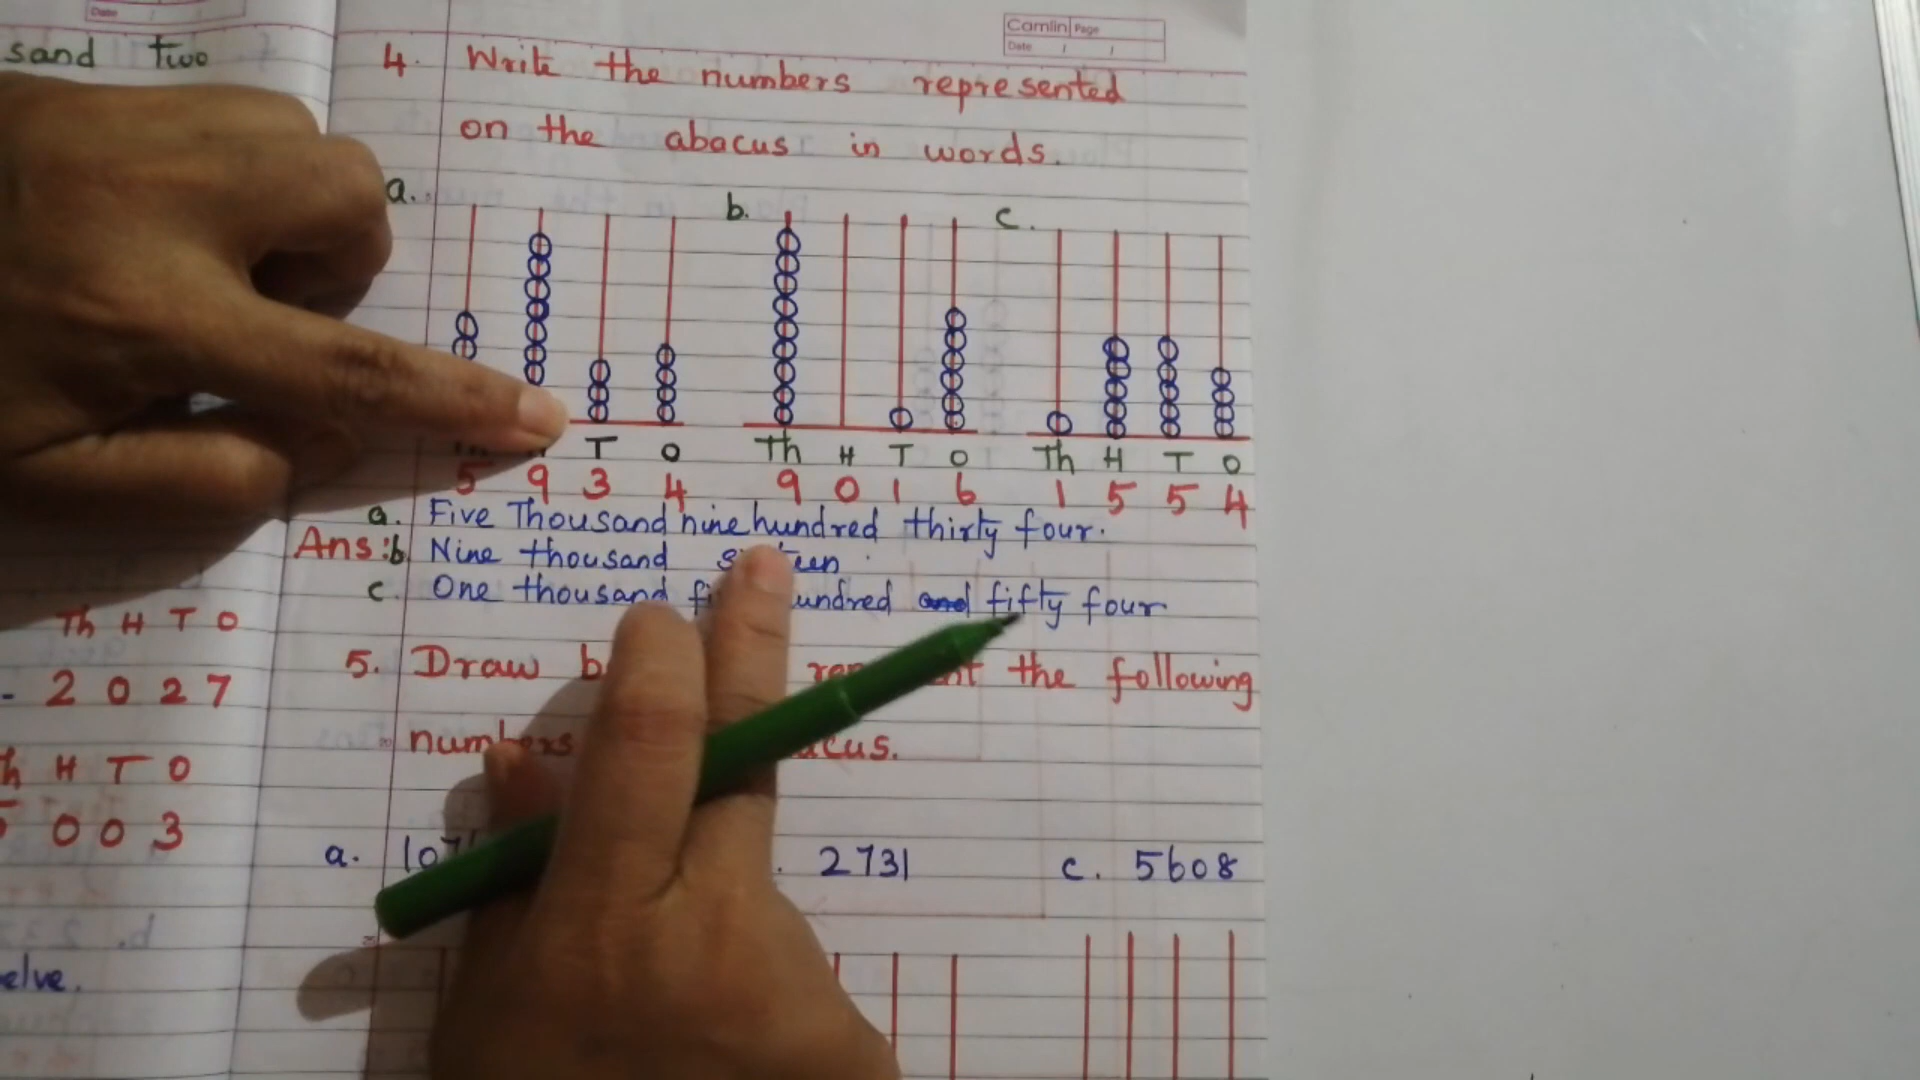 Date / /
sand two
Th H T O
- 2 0 2 7
h H T O
0 0 3
elve.
Camlin Page
Date / /
4. Write the numbers represented
on the abacus in words.
a. b. c.
T O Th H T O Th H T O
5 9 3 4 9 0 1 6 1 5 5 4
a. Five Thousand nine hundred thirty four.
Ans: b. Nine thousand
c. One thousand and fifty four
5. Draw the following
numbers
a. 2731 c. 5608